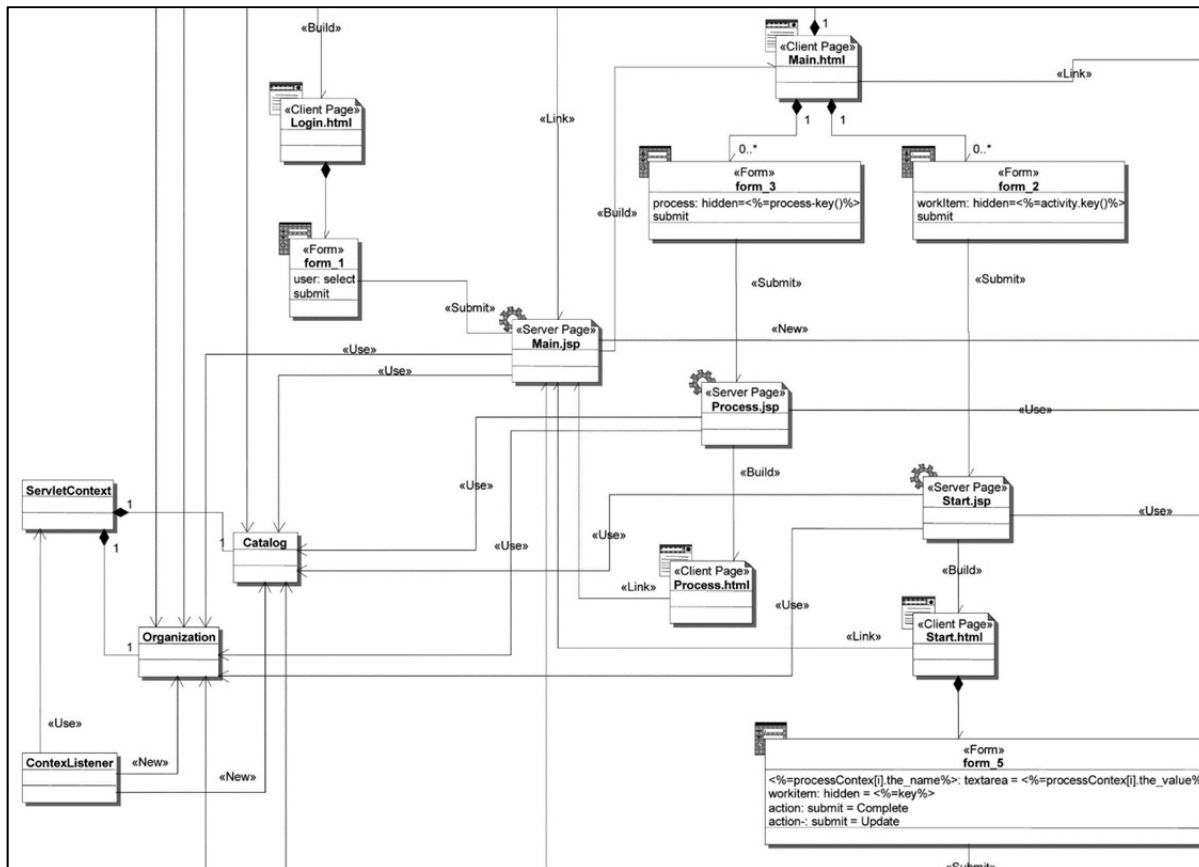 «Build»
1
«Client Page»
Main.html
«Link»
«Client Page»
Login.html
«Link»
1
1
0..*
0..*
«Form»
form_3
process: hidden=<%=process-key()%>
submit
«Form»
form_2
workItem: hidden=<%=activity.key()%>
submit
«Build»
«Form»
form_1
user: select
submit
«Submit»
«Submit»
«Submit»
«Server Page»
Main.jsp
«New»
«Use»
«Use»
«Server Page»
Process.jsp
«Use»
«Build»
«Use»
ServletContext
1
1
1
Catalog
«Server Page»
Start.jsp
«Use»
«Use»
«Use»
«Client Page»
Process.html
«Link»
«Build»
«Use»
«Client Page»
Start.html
«Link»
Organization
1
«Use»
ContexListener
«New»
«New»
«Form»
form_5
<%=processContex[i].the_name%>: textarea = <%=processContex[i].the_value%
workitem: hidden = <%=key%>
action: submit = Complete
action-: submit = Update
«Submit»